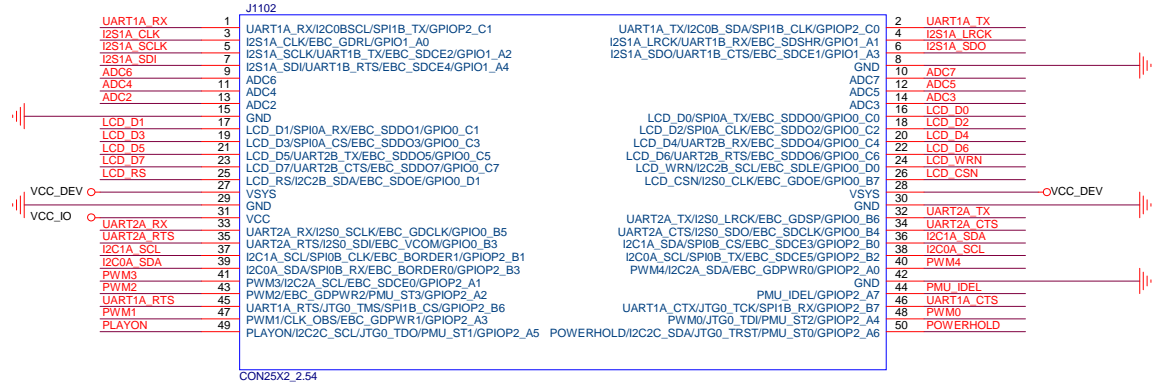 J1102
UART1A_RX 1 UART1A_RX/I2C0BSCL/SPI1B_TX/GPIOP2_C1 UART1A_TX/I2C0B_SDA/SPI1B_CLK/GPIOP2_C0 2 UART1A_TX
I2S1A_CLK 3 I2S1A_CLK/EBC_GDRL/GPIO1_A0 I2S1A_LRCK/UART1B_RX/EBC_SDSHR/GPIO1_A1 4 I2S1A_LRCK
I2S1A_SCLK 5 I2S1A_SCLK/UART1B_TX/EBC_SDCE2/GPIO1_A2 I2S1A_SDO/UART1B_CTS/EBC_SDCE1/GPIO1_A3 6 I2S1A_SDO
I2S1A_SDI 7 I2S1A_SDI/UART1B_RTS/EBC_SDCE4/GPIO1_A4 GND 8
ADC6 9 ADC6 ADC7 10 ADC7
ADC4 11 ADC4 ADC5 12 ADC5
ADC2 13 ADC2 ADC3 14 ADC3
15 GND LCD_D0/SPI0A_TX/EBC_SDDO0/GPIO0_C0 16 LCD_D0
LCD_D1 17 LCD_D1/SPI0A_RX/EBC_SDDO1/GPIO0_C1 LCD_D2/SPI0A_CLK/EBC_SDDO2/GPIO0_C2 18 LCD_D2
LCD_D3 19 LCD_D3/SPI0A_CS/EBC_SDDO3/GPIO0_C3 LCD_D4/UART2B_RX/EBC_SDDO4/GPIO0_C4 20 LCD_D4
LCD_D5 21 LCD_D5/UART2B_TX/EBC_SDDO5/GPIO0_C5 LCD_D6/UART2B_RTS/EBC_SDDO6/GPIO0_C6 22 LCD_D6
LCD_D7 23 LCD_D7/UART2B_CTS/EBC_SDDO7/GPIO0_C7 LCD_WRN/I2C2B_SCL/EBC_SDLE/GPIO0_D0 24 LCD_WRN
LCD_RS 25 LCD_RS/I2C2B_SDA/EBC_SDOE/GPIO0_D1 LCD_CSN/I2S0_CLK/EBC_GDOE/GPIO0_B7 26 LCD_CSN
VCC_DEV 27 VSYS VSYS 28 VCC_DEV
29 GND GND 30
VCC_IO 31 VCC UART2A_TX/I2S0_LRCK/EBC_GDSP/GPIO0_B6 32 UART2A_TX
UART2A_RX 33 UART2A_RX/I2S0_SCLK/EBC_GDCLK/GPIO0_B5 UART2A_CTS/I2S0_SDO/EBC_SDCLK/GPIO0_B4 34 UART2A_CTS
UART2A_RTS 35 UART2A_RTS/I2S0_SDI/EBC_VCOM/GPIO0_B3 I2C1A_SDA/SPI0B_CS/EBC_SDCE3/GPIOP2_B0 36 I2C1A_SDA
I2C1A_SCL 37 I2C1A_SCL/SPI0B_CLK/EBC_BORDER1/GPIOP2_B1 I2C0A_SCL/SPI0B_TX/EBC_SDCE5/GPIOP2_B2 38 I2C0A_SCL
I2C0A_SDA 39 I2C0A_SDA/SPI0B_RX/EBC_BORDER0/GPIOP2_B3 PWM4/I2C2A_SDA/EBC_GDPWR0/GPIOP2_A0 40 PWM4
PWM3 41 PWM3/I2C2A_SCL/EBC_SDCE0/GPIOP2_A1 GND 42
PWM2 43 PWM2/EBC_GDPWR2/PMU_ST3/GPIOP2_A2 PMU_IDEL/GPIOP2_A7 44 PMU_IDEL
UART1A_RTS 45 UART1A_RTS/JTG0_TMS/SPI1B_CS/GPIOP2_B6 UART1A_CTX/JTG0_TCK/SPI1B_RX/GPIOP2_B7 46 UART1A_CTS
PWM1 47 PWM1/CLK_OBS/EBC_GDPWR1/GPIOP2_A3 PWM0/JTG0_TDI/PMU_ST2/GPIOP2_A4 48 PWM0
PLAYON 49 PLAYON/I2C2C_SCL/JTG0_TDO/PMU_ST1/GPIOP2_A5 POWERHOLD/I2C2C_SDA/JTG0_TRST/PMU_ST0/GPIOP2_A6 50 POWERHOLD
CON25X2_2.54